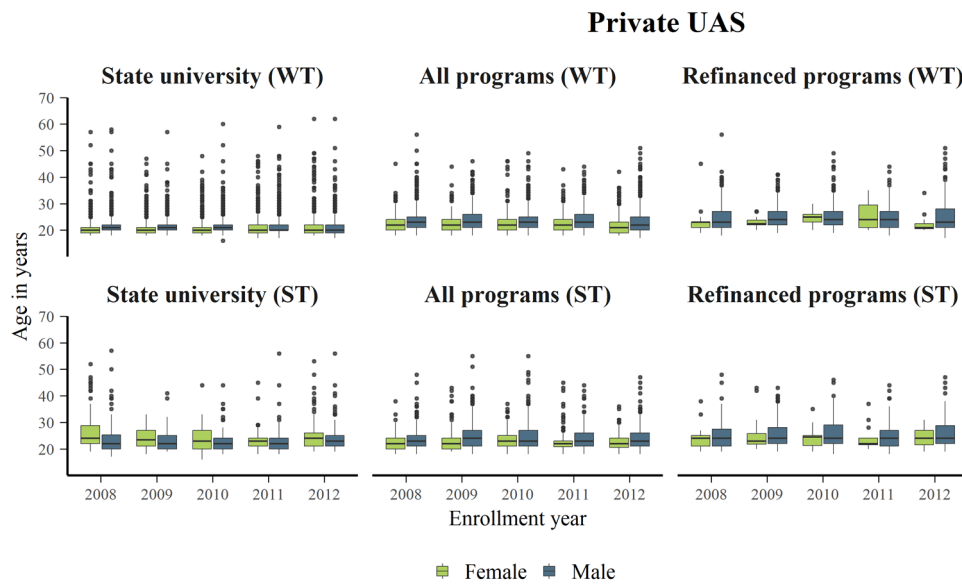 Private UAS
State university (WT)
All programs (WT)
Refinanced programs (WT)
70
60
50
40
30
20
State university (ST)
All programs (ST)
Refinanced programs (ST)
70
60
50
40
30
20
Age in years
2008 2009 2010 2011 2012
2008 2009 2010 2011 2012
2008 2009 2010 2011 2012
Enrollment year
Female Male